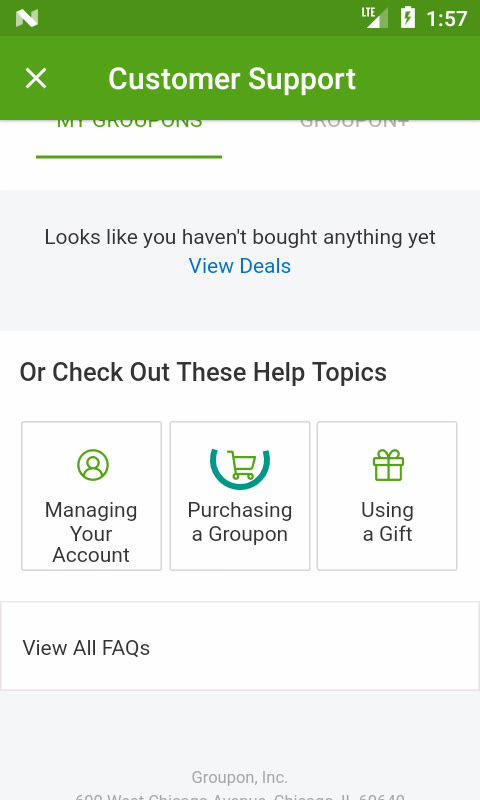 LTE
1:57
Customer Support
MY GROUPONS
GROUPON+
Looks like you haven't bought anything yet
View Deals
Or Check Out These Help Topics
Managing
Your
Account
Purchasing
a Groupon
Using
a Gift
View All FAQs
Groupon, Inc.
600 West Chicago Avenue, Chicago, IL 60640